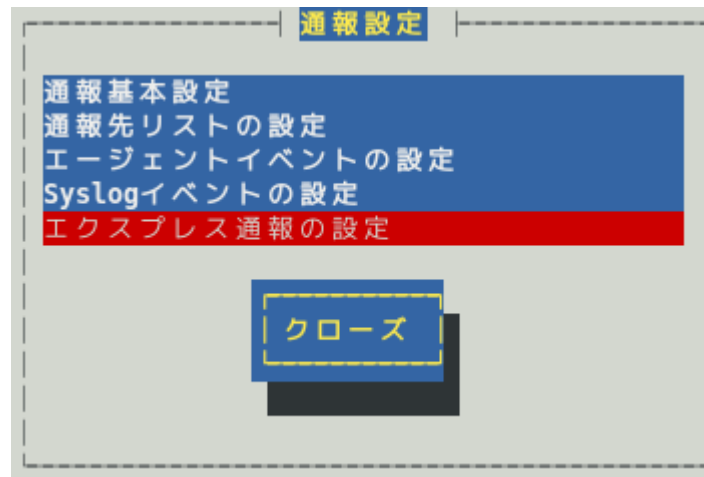 通報設定
通報基本設定
通報先リストの設定
エージェントイベントの設定
Syslogイベントの設定
エクスプレス通報の設定
クローズ